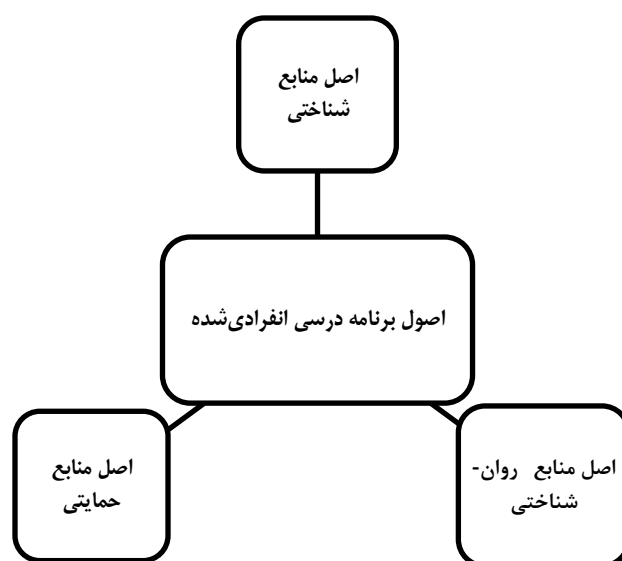 اصل منابع
شناختی
اصول برنامه درسی انفرادی‌شده
اصل منابع روان-
شناختی
اصل منابع
حمایتی